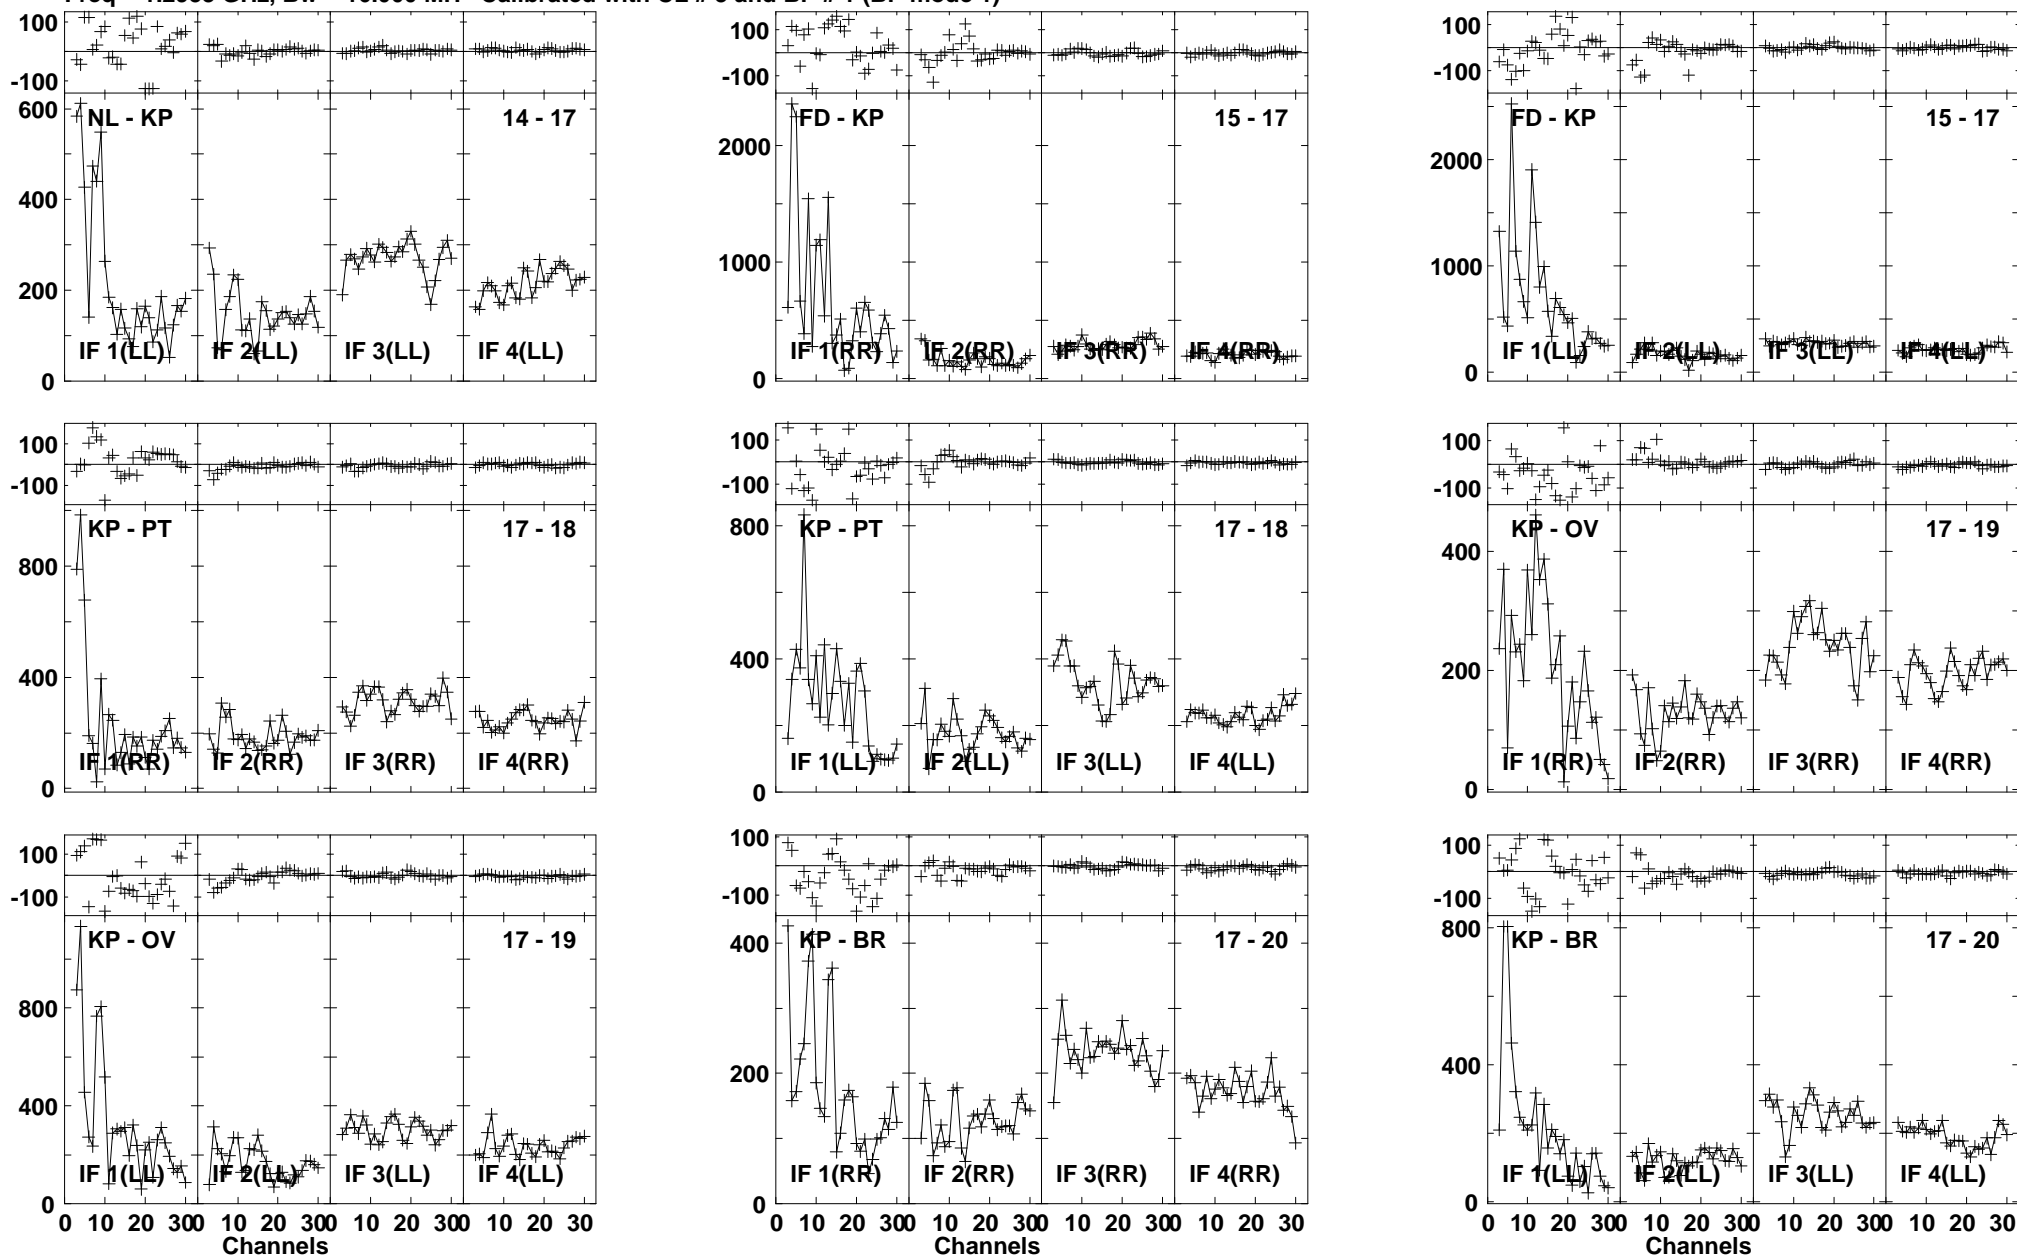 100
-100
600
400
200
0
NL - KP
14 - 17
IF 1(LL)
IF 2(LL)
IF 3(LL)
IF 4(LL)
100
-100
2000
1000
0
FD - KP
15 - 17
IF 1(RR)
IF 2(RR)
IF 3(RR)
IF 4(RR)
100
-100
2000
1000
0
FD - KP
15 - 17
IF 1(LL)
IF 2(LL)
IF 3(LL)
IF 4(LL)
100
-100
800
400
0
KP - PT
17 - 18
IF 1(RR)
IF 2(RR)
IF 3(RR)
IF 4(RR)
100
-100
800
400
0
KP - PT
17 - 18
IF 1(LL)
IF 2(LL)
IF 3(LL)
IF 4(LL)
100
-100
400
200
0
KP - OV
17 - 19
IF 1(RR)
IF 2(RR)
IF 3(RR)
IF 4(RR)
100
-100
800
400
0
KP - OV
17 - 19
IF 1(LL)
IF 2(LL)
IF 3(LL)
IF 4(LL)
0 10 20 30 0 10 20 30 0 10 20 30 0 10 20 30
Channels
100
-100
400
200
0
KP - BR
17 - 20
IF 1(RR)
IF 2(RR)
IF 3(RR)
IF 4(RR)
0 10 20 30 0 10 20 30 0 10 20 30 0 10 20 30
Channels
100
-100
800
400
0
KP - BR
17 - 20
IF 1(LL)
IF 2(LL)
IF 3(LL)
IF 4(LL)
0 10 20 30 0 10 20 30 0 10 20 30 0 10 20 30
Channels